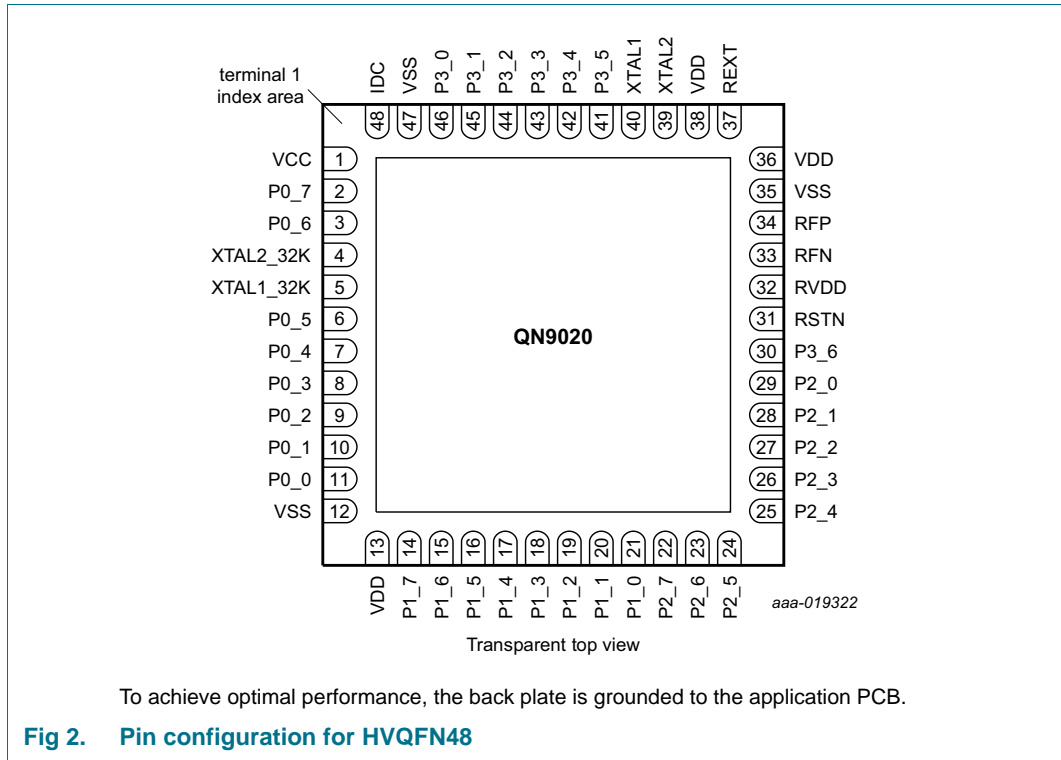 terminal 1
index area
IDC
VSS
P3_0
P3_1
P3_2
P3_3
P3_4
P3_5
XTAL1
XTAL2
VDD
REXT
48
47
46
45
44
43
42
41
40
39
38
37
VCC 1
P0_7 2
P0_6 3
XTAL2_32K 4
XTAL1_32K 5
P0_5 6
P0_4 7
P0_3 8
P0_2 9
P0_1 10
P0_0 11
VSS 12
QN9020
36 VDD
35 VSS
34 RFP
33 RFN
32 RVDD
31 RSTN
30 P3_6
29 P2_0
28 P2_1
27 P2_2
26 P2_3
25 P2_4
13
14
15
16
17
18
19
20
21
22
23
24
VDD
P1_7
P1_6
P1_5
P1_4
P1_3
P1_2
P1_1
P1_0
P2_7
P2_6
P2_5
aaa-019322
Transparent top view
To achieve optimal performance, the back plate is grounded to the application PCB.
Fig 2. Pin configuration for HVQFN48